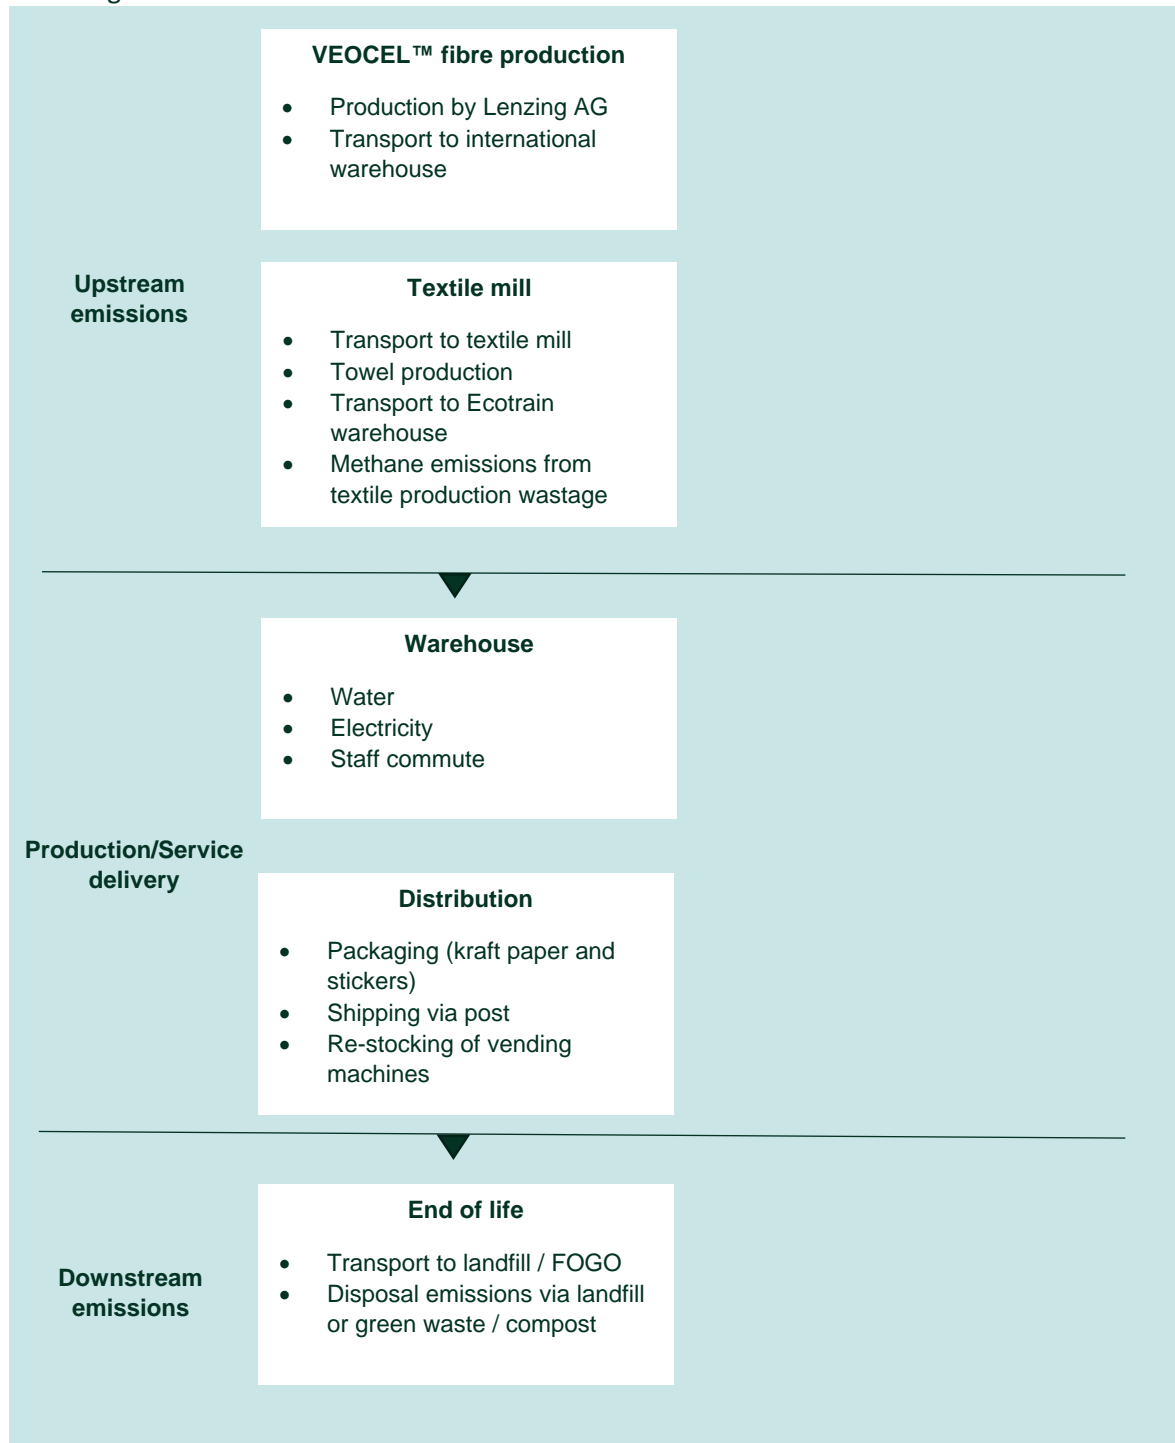 VEOCEL™ fibre production
• Production by Lenzing AG
• Transport to international
warehouse
Upstream
emissions
Textile mill
• Transport to textile mill
• Towel production
• Transport to Ecotrain
warehouse
• Methane emissions from
textile production wastage
Warehouse
• Water
• Electricity
• Staff commute
Production/Service
delivery
Distribution
• Packaging (kraft paper and
stickers)
• Shipping via post
• Re-stocking of vending
machines
End of life
• Transport to landfill / FOGO
• Disposal emissions via landfill
or green waste / compost
Downstream
emissions